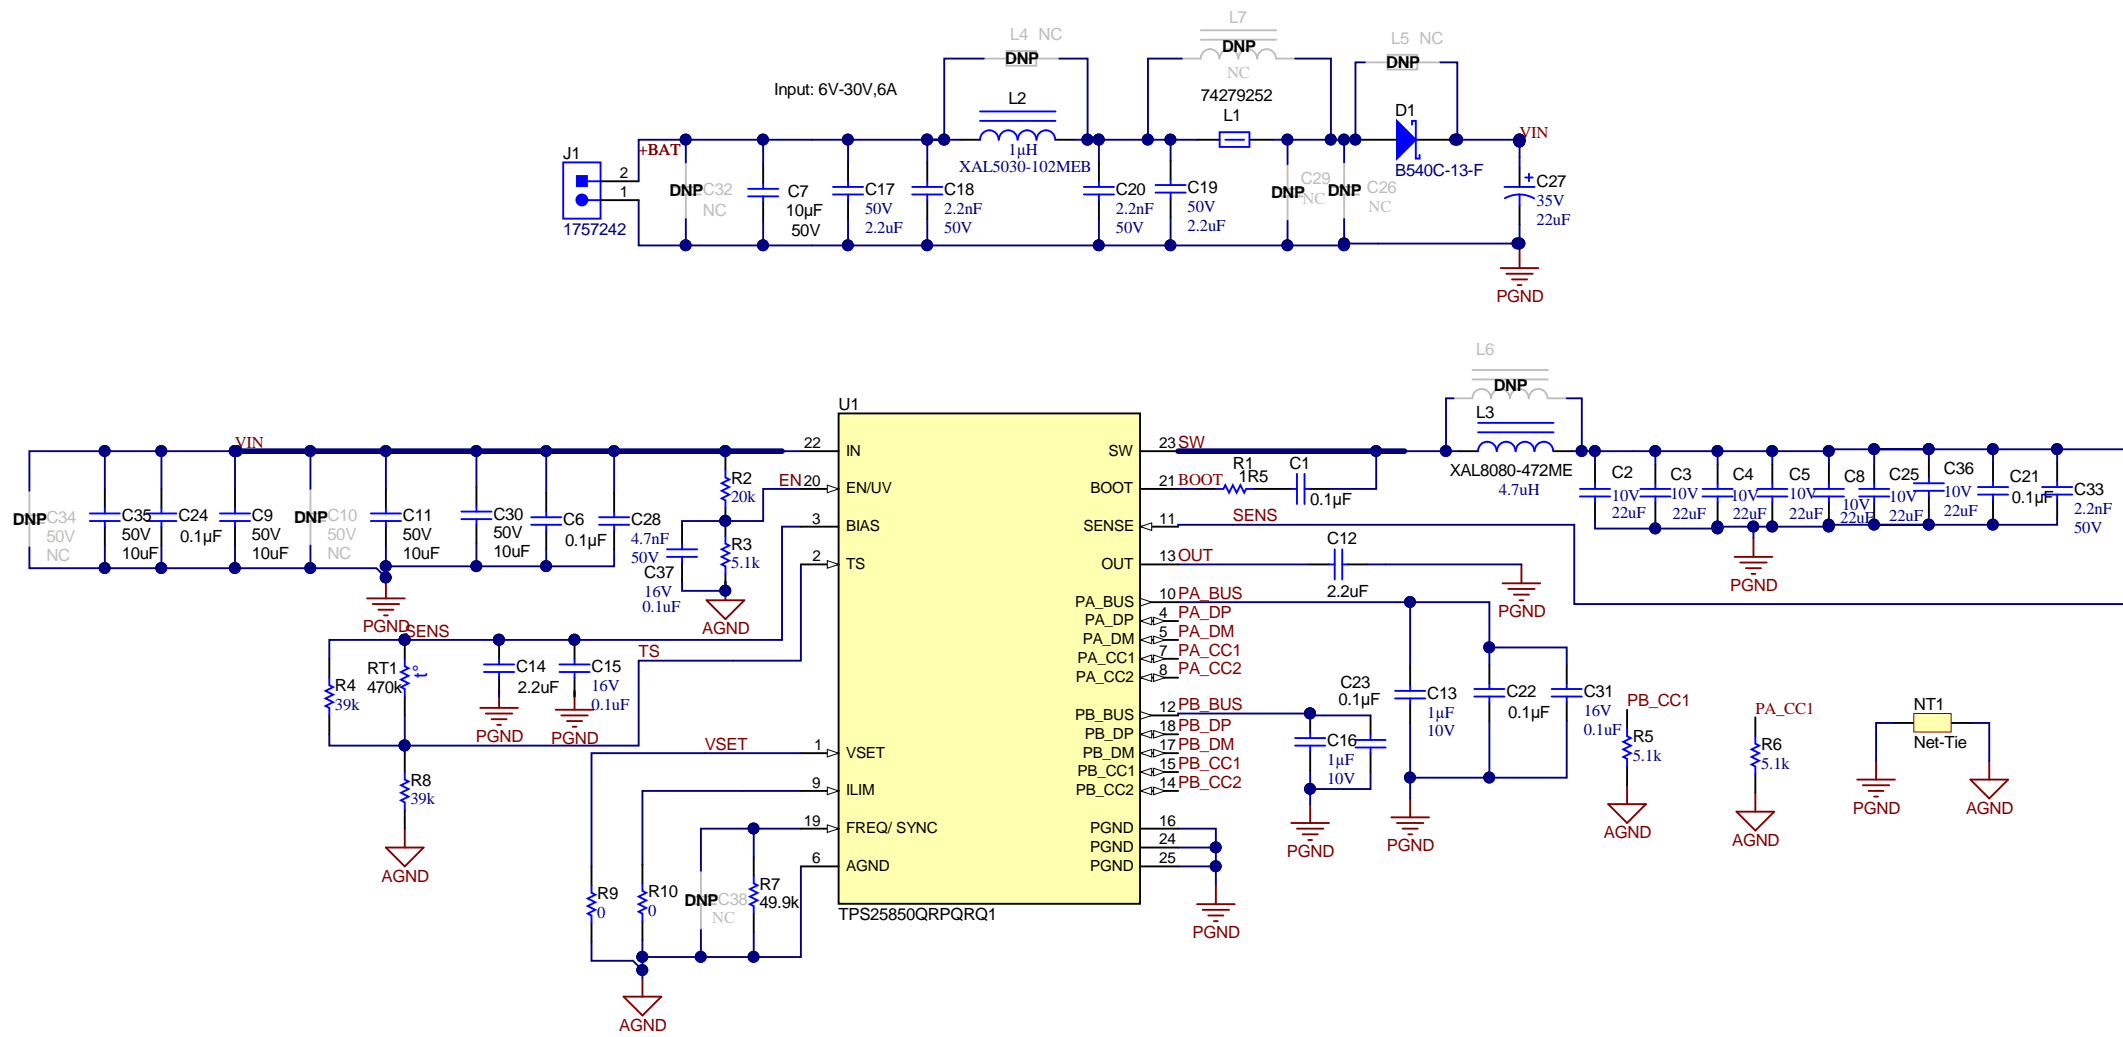 L4 NC
DNP
L7
DNP
NC
L5 NC
DNP
Input: 6V-30V,6A
L2
1µH
XAL5030-102MEB
74279252
L1
D1
B540C-13-F
VIN
J1
+BAT
2
1
1757242
DNP C32
NC
C7
10µF
50V
C17
50V
2.2uF
C18
2.2nF
50V
C20
2.2nF
50V
C19
50V
2.2uF
DNP C29
NC
DNP C26
NC
+
C27
35V
22uF
PGND
L6
DNP
L3
XAL8080-472ME
4.7uH
U1
VIN
22 IN
EN 20 EN/UV
3 BIAS
2 TS
1 VSET
9 ILIM
19 FREQ/ SYNC
6 AGND
SW 23 SW
BOOT 21 BOOT
SENSE 11 SENS
OUT 13 OUT
PA_BUS 10 PA_BUS
PA_DP 4 PA_DP
PA_DM 5 PA_DM
PA_CC1 7 PA_CC1
PA_CC2 8 PA_CC2
PB_BUS 12 PB_BUS
PB_DP 18 PB_DP
PB_DM 17 PB_DM
PB_CC1 15 PB_CC1
PB_CC2 14 PB_CC2
PGND 16
PGND 24
PGND 25
TPS25850QRPQRQ1
PGND
DNP C34
50V
NC
C35
50V
10uF
C24
0.1µF
C9
50V
10uF
DNP C10
50V
NC
C11
50V
10uF
C30
50V
10uF
C6
0.1µF
C28
4.7nF
50V
R2
20k
R3
5.1k
C37
16V
0.1uF
AGND
PGND
SENS
RT1
470k
t°
R4
39k
C14
2.2uF
PGND
C15
16V
0.1uF
PGND
TS
R8
39k
AGND
VSET
R9
0
R10
0
DNP C38
NC
R7
49.9k
AGND
R1
1R5
C1
0.1µF
C12
2.2uF
PGND
C2
10V
22uF
C3
10V
22uF
C4
10V
22uF
C5
10V
22uF
C8
10V
22uF
C25
10V
22uF
C36
10V
22uF
C21
0.1µF
C33
2.2nF
50V
PGND
C23
0.1µF
C16
1µF
10V
PGND
C13
1µF
10V
PGND
C22
0.1µF
C31
16V
0.1uF
PB_CC1
R5
5.1k
AGND
PA_CC1
R6
5.1k
AGND
NT1
Net-Tie
PGND
AGND